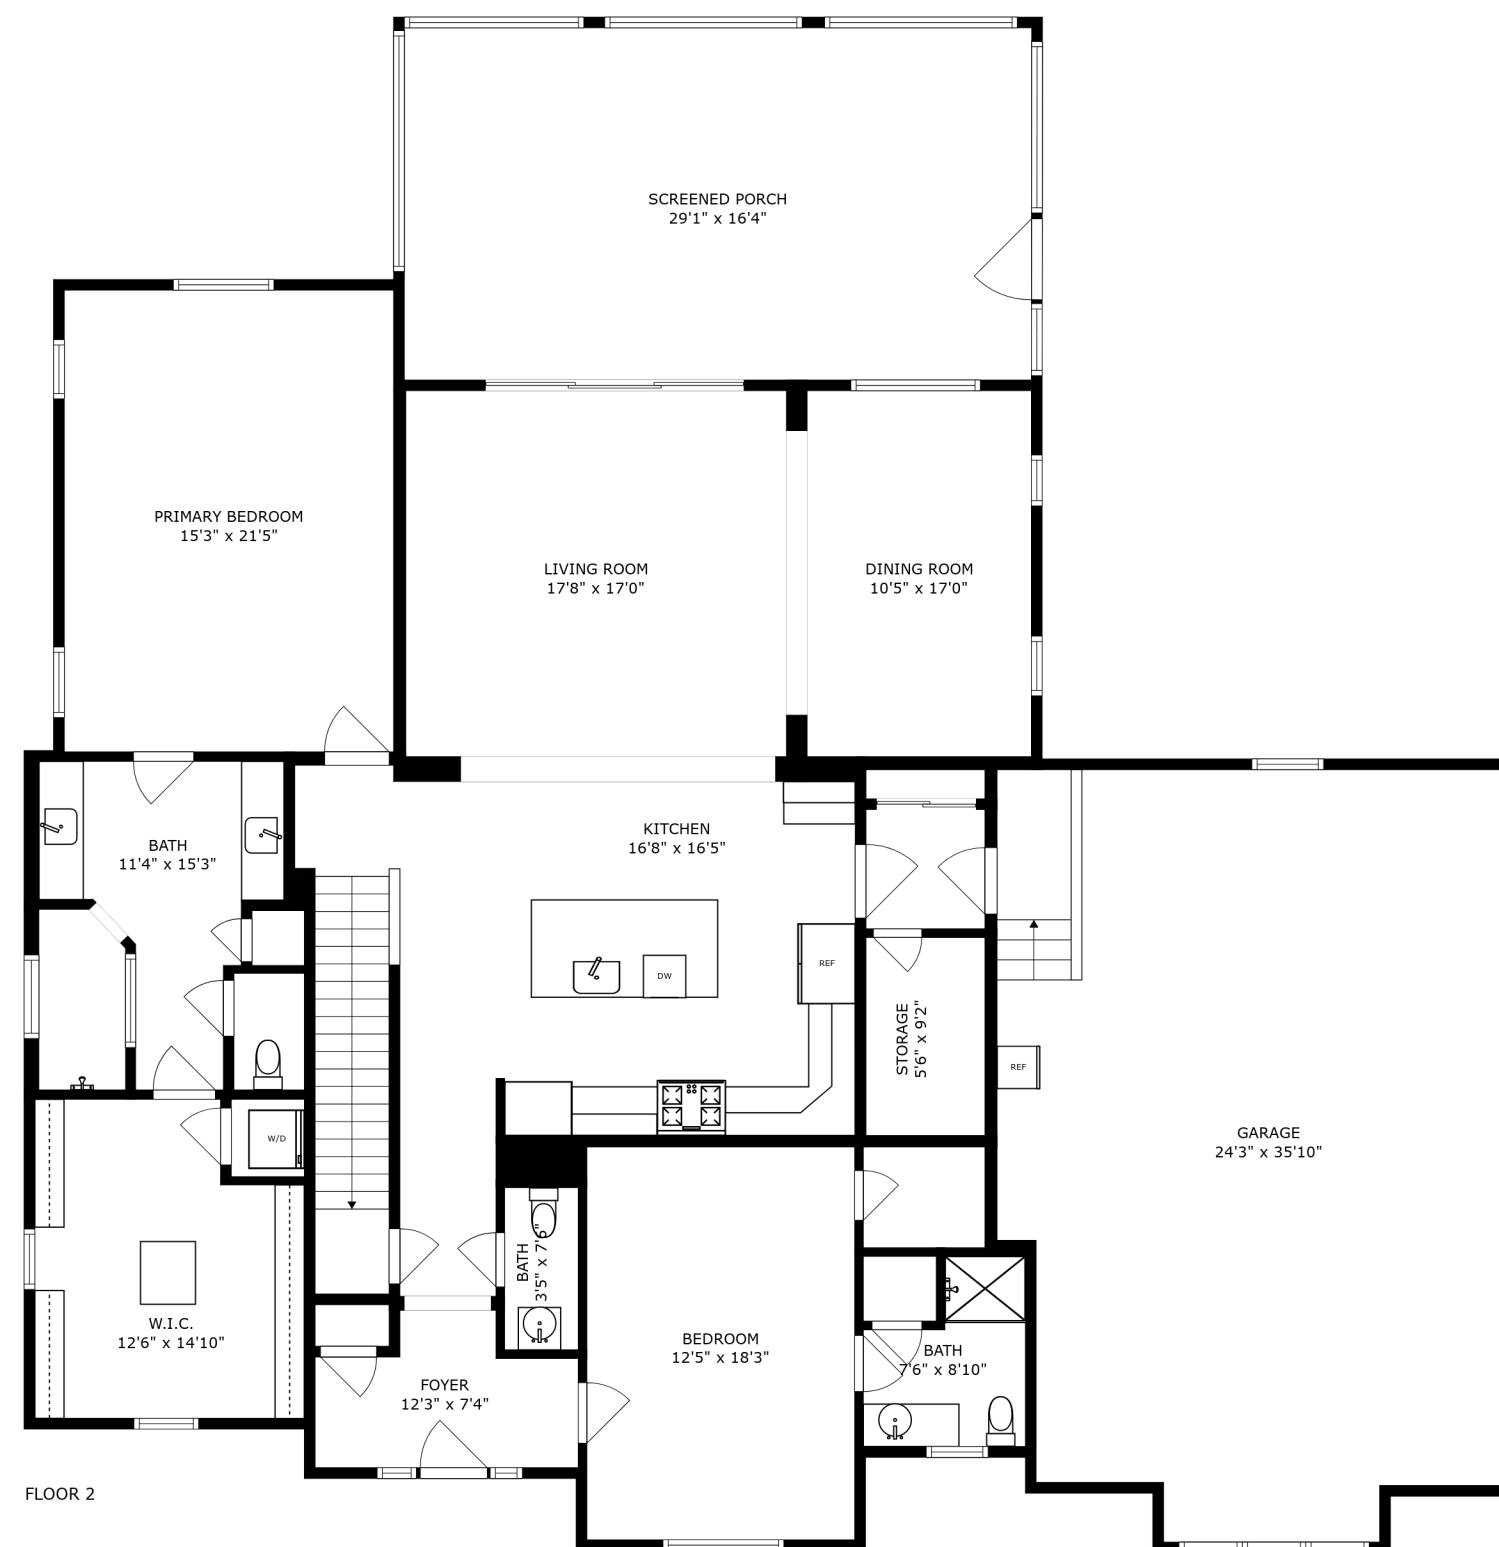 SCREENED PORCH
29'1" x 16'4"
PRIMARY BEDROOM
15'3" x 21'5"
LIVING ROOM
17'8" x 17'0"
DINING ROOM
10'5" x 17'0"
KITCHEN
16'8" x 16'5"
BATH
11'4" x 15'3"
REF
DW
STORAGE
5'6" x 9'2"
REF
W/D
GARAGE
24'3" x 35'10"
BATH
3'5" x 7'6"
W.I.C.
12'6" x 14'10"
BEDROOM
12'5" x 18'3"
BATH
7'6" x 8'10"
FOYER
12'3" x 7'4"
FLOOR 2